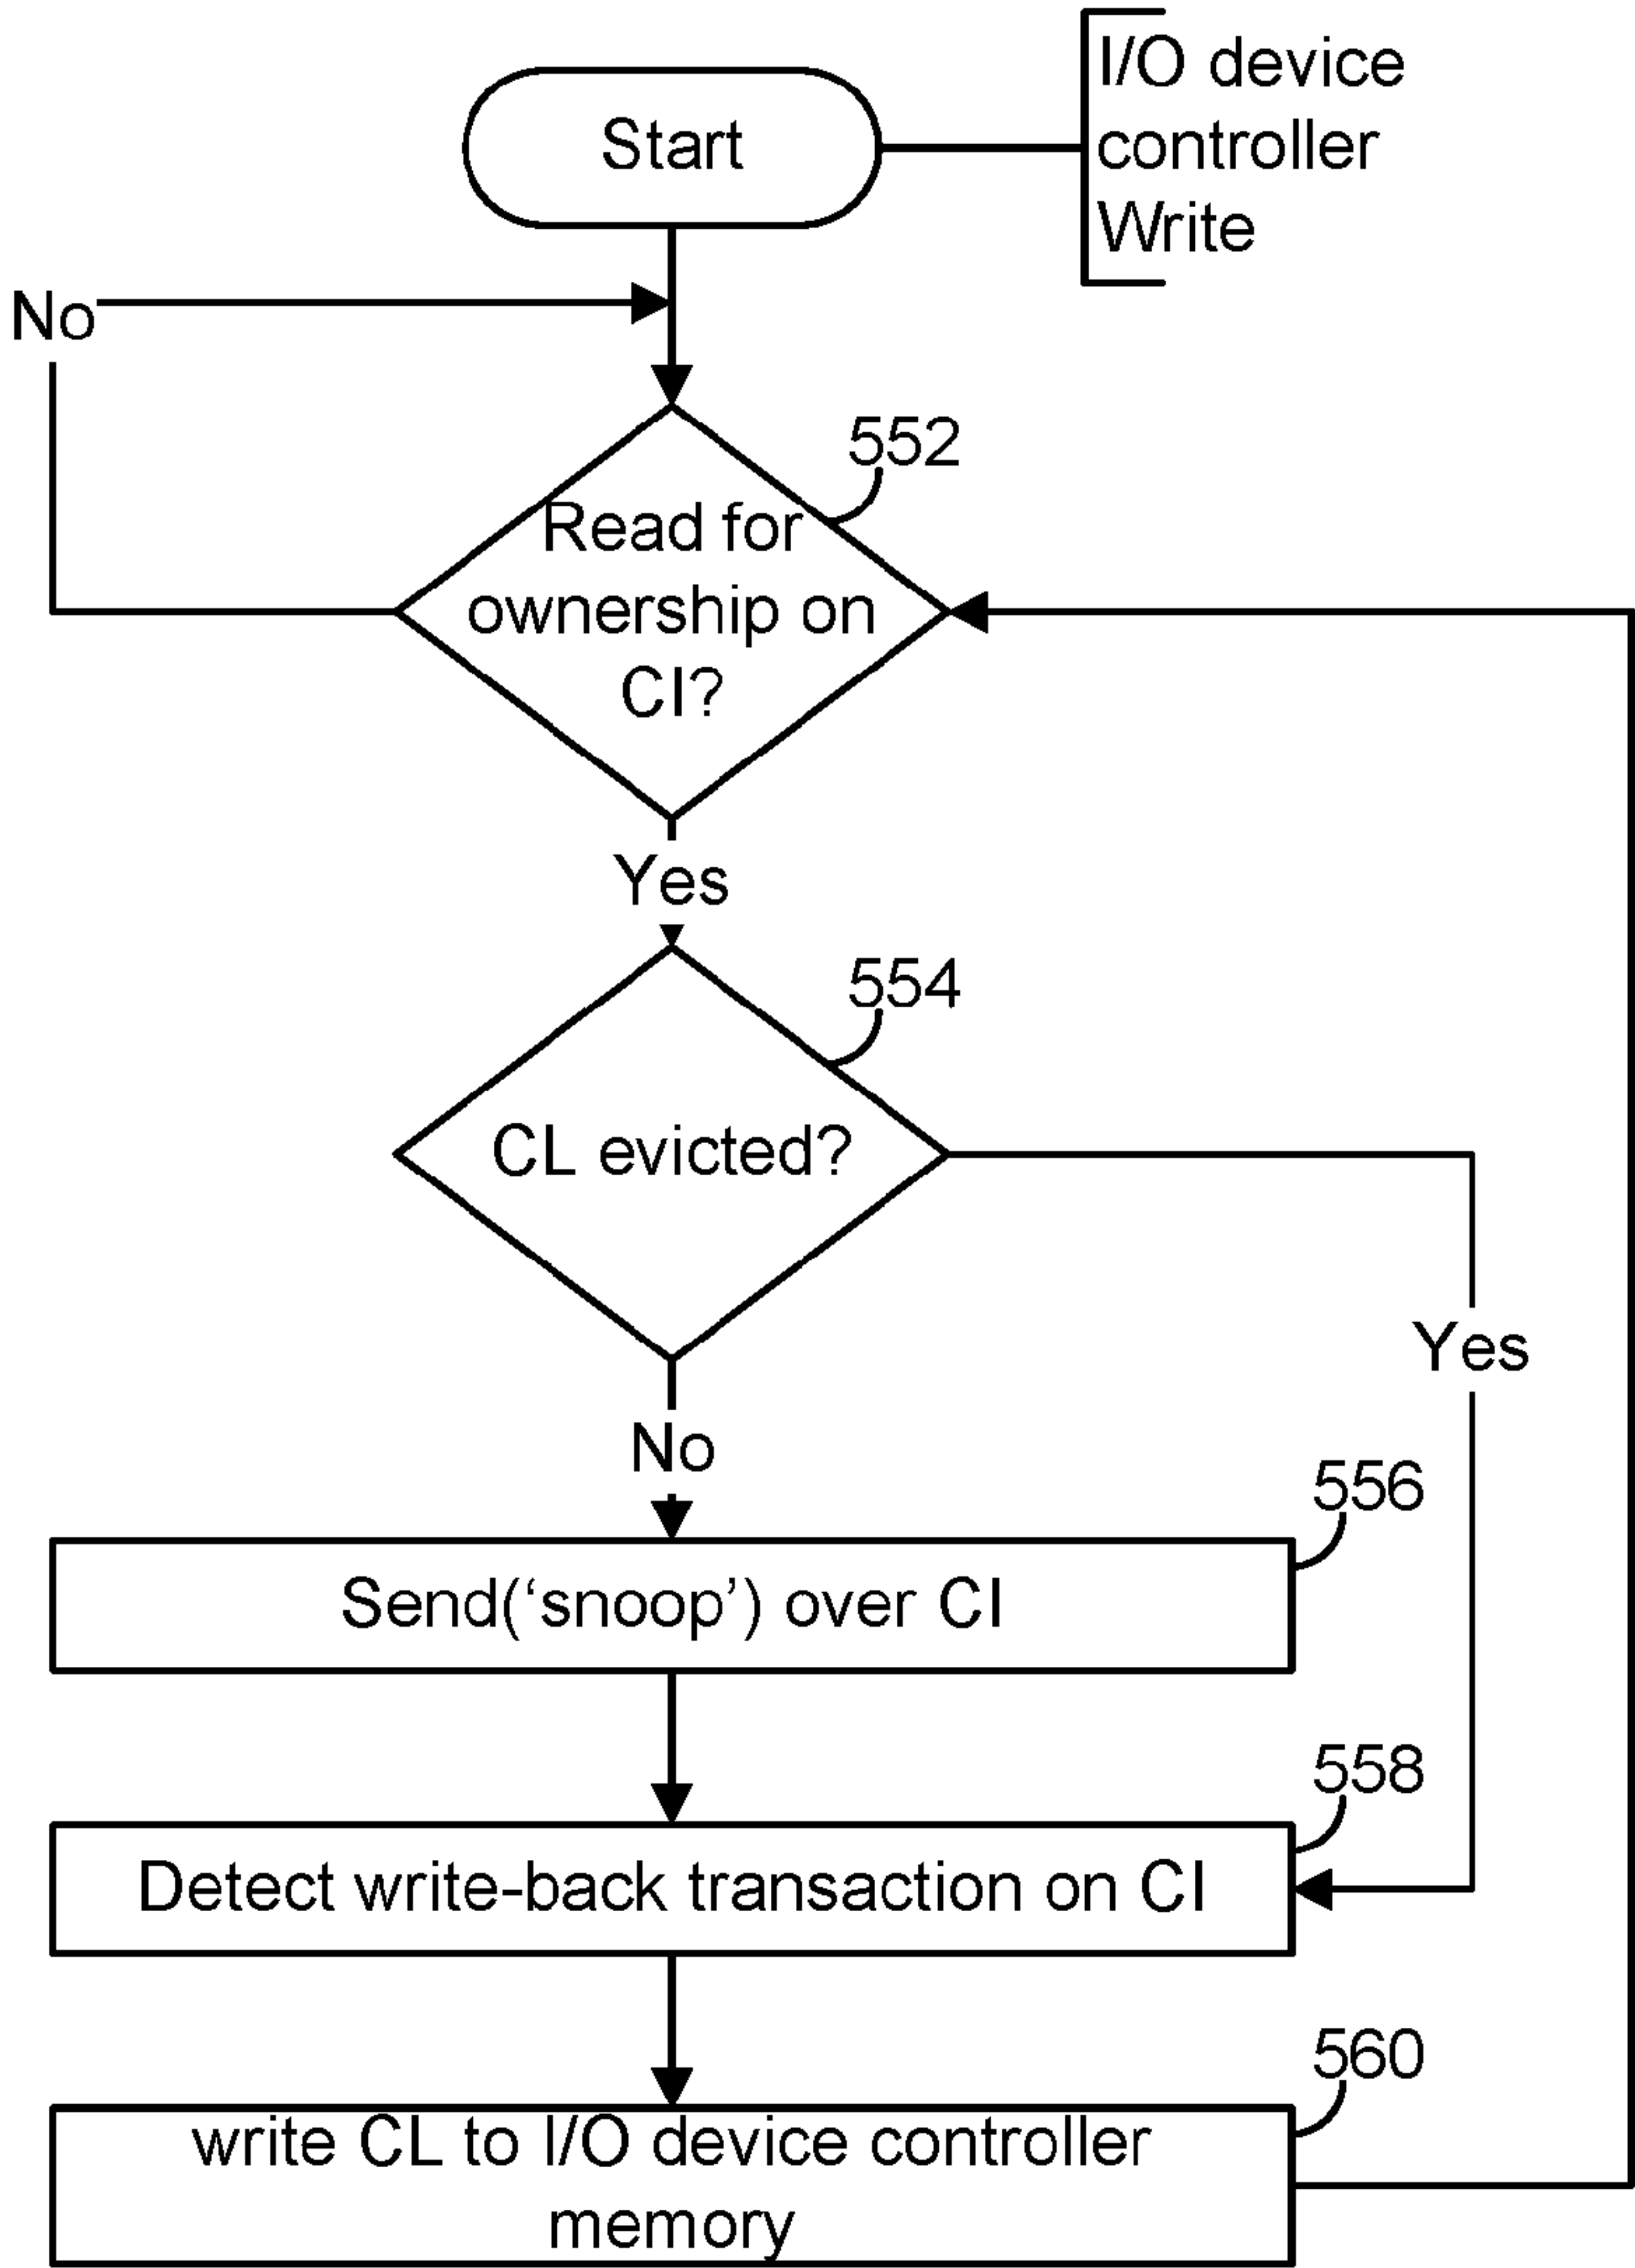 Start
I/O device
controller
Write
No
552
Read for
ownership on
CI?
Yes
554
CL evicted?
Yes
No
556
Send(‘snoop’) over CI
558
Detect write-back transaction on CI
560
write CL to I/O device controller
memory